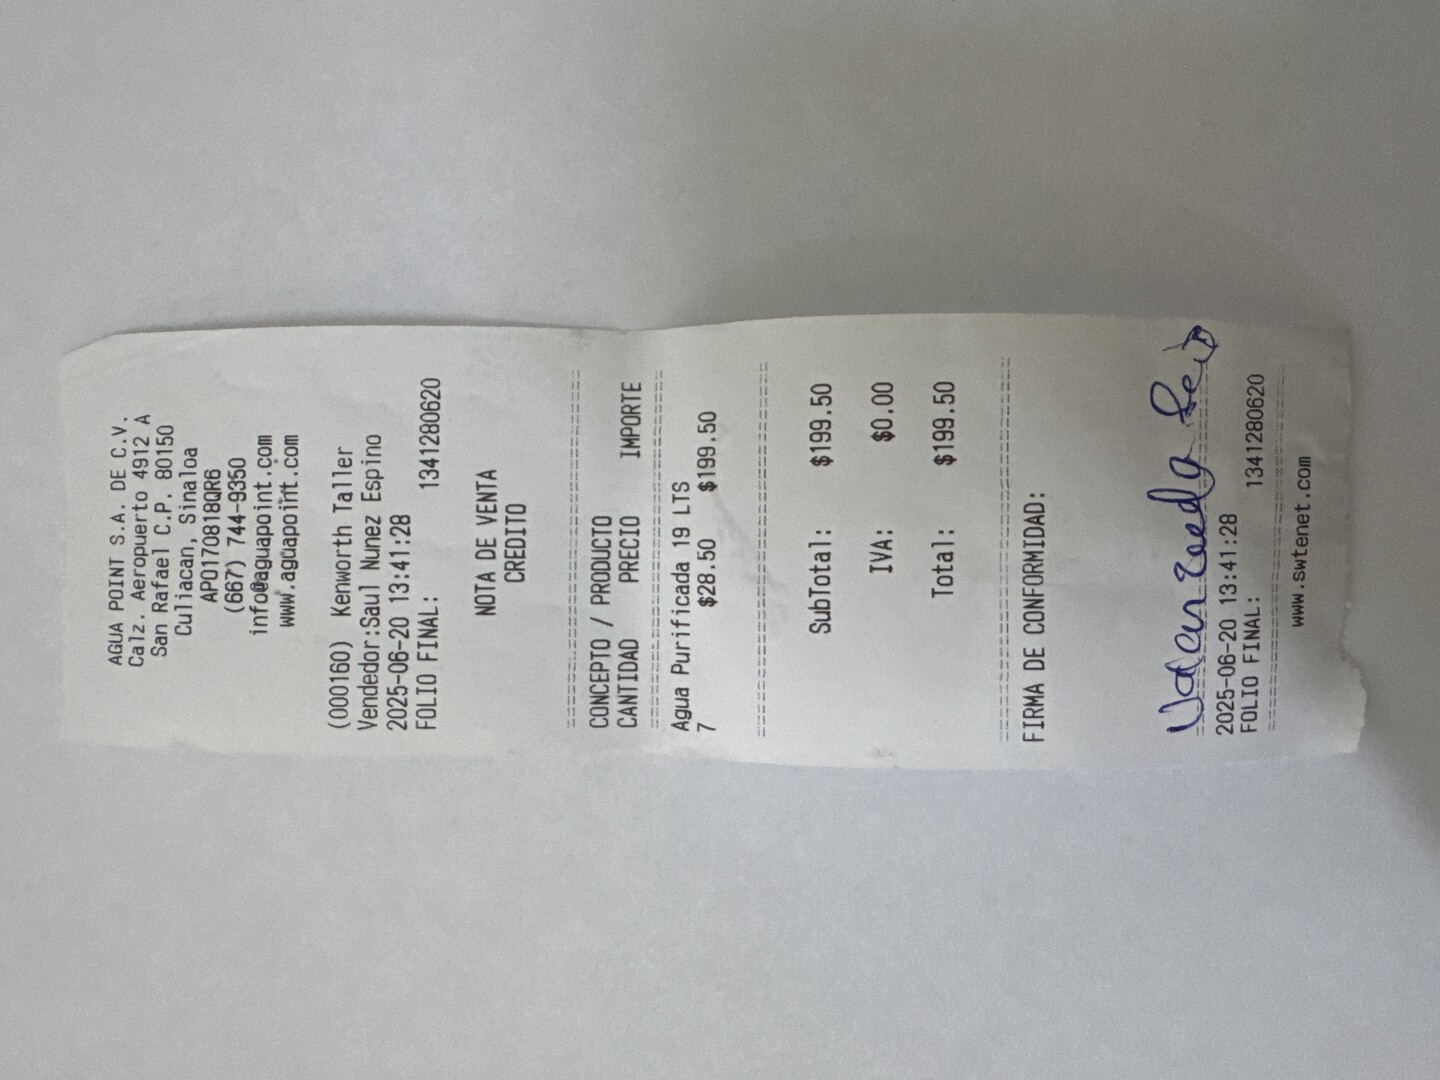 AGUA POINT S.A. DE C.V.
Calz. Aeropuerto 4912 A
San Rafael C.P. 80150
Culiacan, Sinaloa
APO170818QR6
(667) 744-9350
info@aguapoint.com
www.aguapoint.com
(000160) Kenworth Taller
Vendedor:Saul Nunez Espino
2025-06-20 13:41:28
FOLIO FINAL: 1341280620
NOTA DE VENTA
CREDITO
CONCEPTO / PRODUCTO
CANTIDAD PRECIO IMPORTE
Agua Purificada 19 LTS
7 $28.50 $199.50
SubTotal: $199.50
IVA: $0.00
Total: $199.50
FIRMA DE CONFORMIDAD:
2025-06-20 13:41:28
FOLIO FINAL: 1341280620
www.swtenet.com